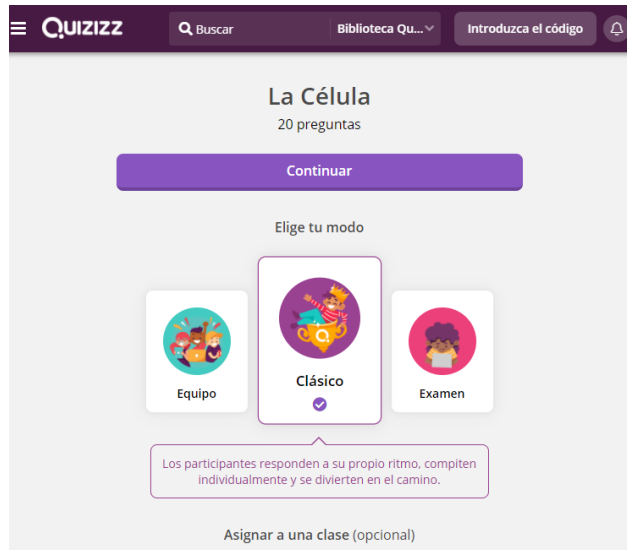 Quizizz
Buscar
Biblioteca Qu...
Introduzca el código
La Célula
20 preguntas
Continuar
Elige tu modo
Equipo
Clásico
Examen
Los participantes responden a su propio ritmo, compiten
individualmente y se divierten en el camino.
Asignar a una clase (opcional)